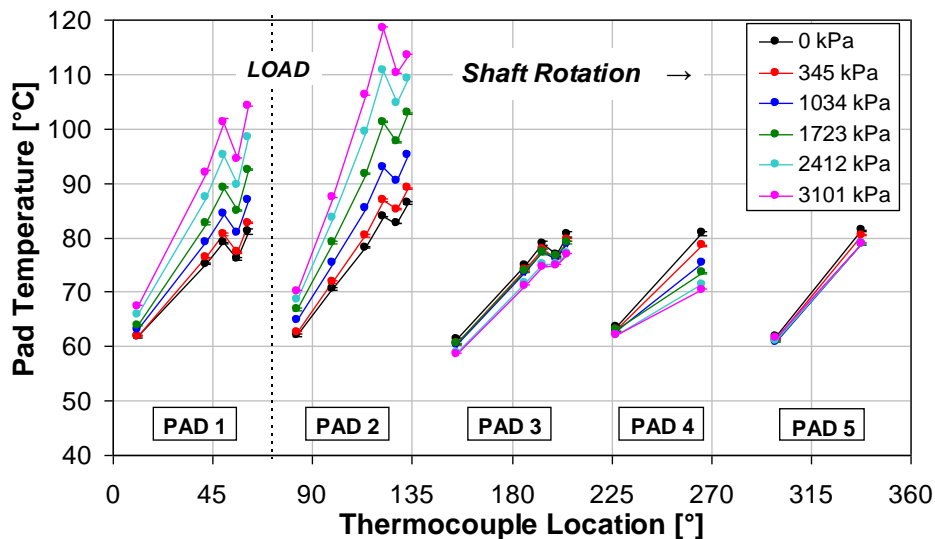 120
110
100
90
80
70
60
50
40
Pad Temperature [°C]
LOAD
Shaft Rotation →
0 kPa
345 kPa
1034 kPa
1723 kPa
2412 kPa
3101 kPa
PAD 1
PAD 2
PAD 3
PAD 4
PAD 5
0 45 90 135 180 225 270 315 360
Thermocouple Location [°]